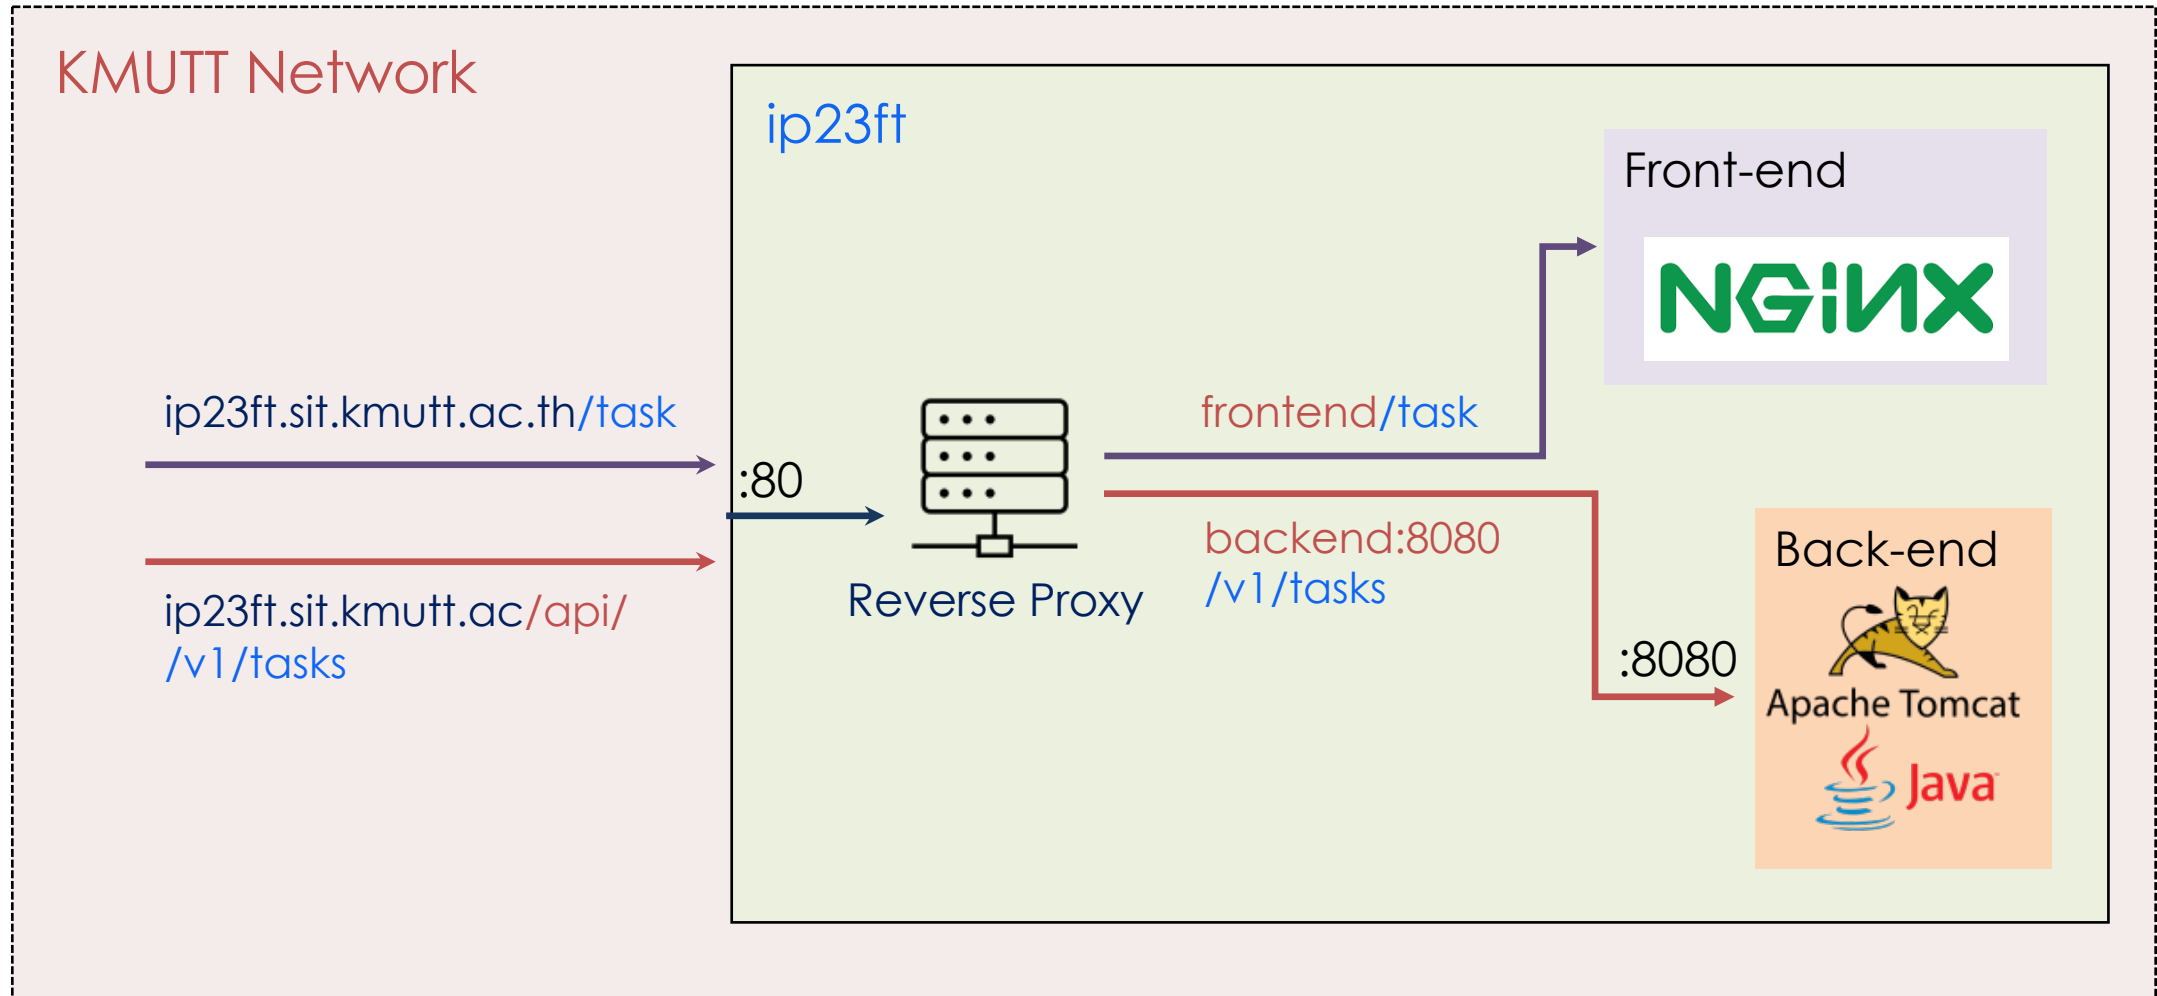 KMUTT Network
ip23ft
Front-end
NGINX
ip23ft.sit.kmutt.ac.th/task
frontend/task
:80
backend:8080
/v1/tasks
Back-end
Reverse Proxy
ip23ft.sit.kmutt.ac/api/
/v1/tasks
:8080
Apache Tomcat
Java